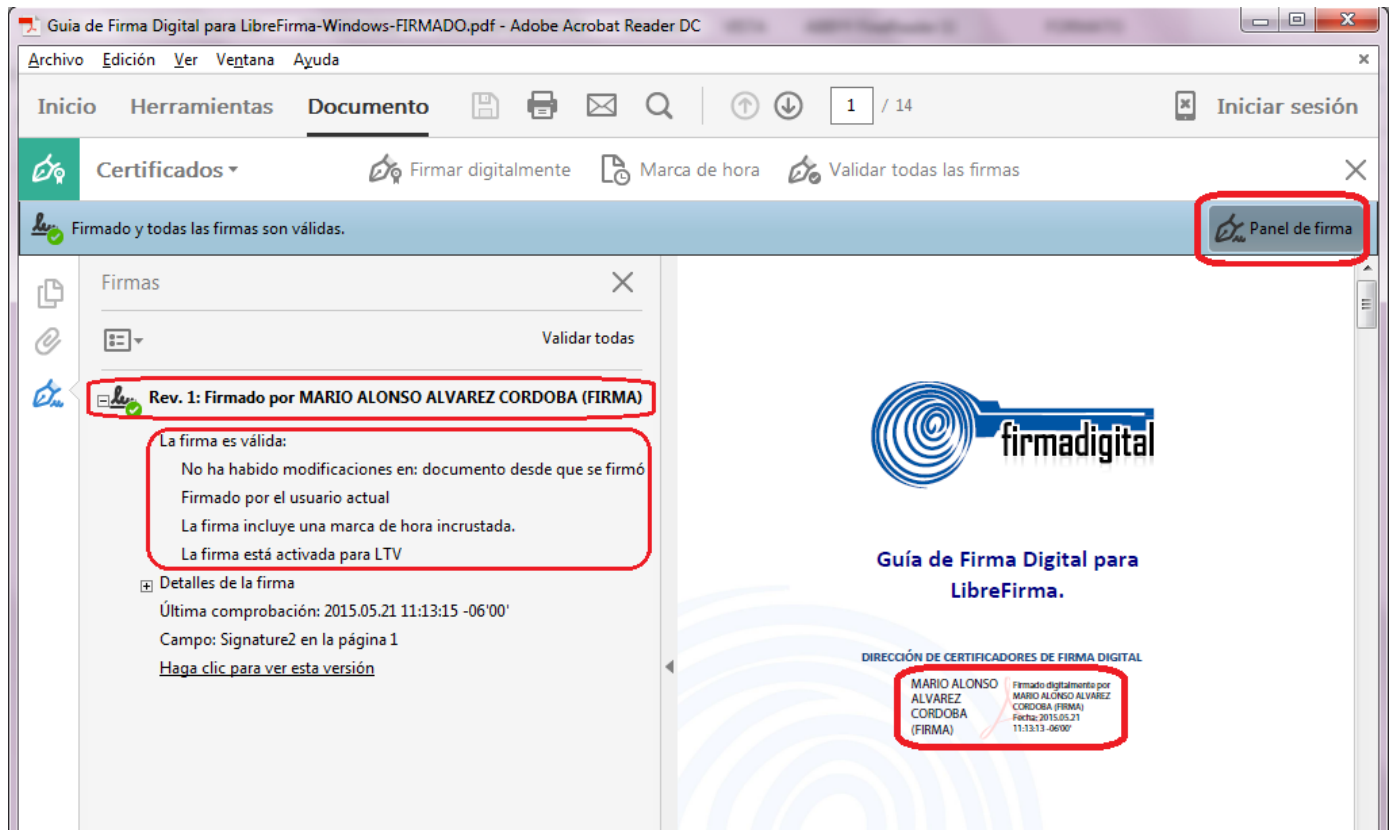 Guia de Firma Digital para LibreFirma-Windows-FIRMADO.pdf - Adobe Acrobat Reader DC
Archivo Edición Ver Ventana Ayuda
Inicio Herramientas Documento 1 / 14 Iniciar sesión
Certificados Firmar digitalmente Marca de hora Validar todas las firmas
Firmado y todas las firmas son válidas. Panel de firma
Firmas
Validar todas
Rev. 1: Firmado por MARIO ALONSO ALVAREZ CORDOBA (FIRMA)
La firma es válida:
No ha habido modificaciones en: documento desde que se firmó
Firmado por el usuario actual
La firma incluye una marca de hora incrustada.
La firma está activada para LTV
Detalles de la firma
Última comprobación: 2015.05.21 11:13:15 -06'00'
Campo: Signature2 en la página 1
Haga clic para ver esta versión
firmadigital
Guía de Firma Digital para
LibreFirma.
DIRECCIÓN DE CERTIFICADORES DE FIRMA DIGITAL
MARIO ALONSO
ALVAREZ
CORDOBA
(FIRMA)
Firmado digitalmente por
MARIO ALONSO ALVAREZ
CORDOBA (FIRMA)
Fecha: 2015.05.21
11:13:13 -06'00'